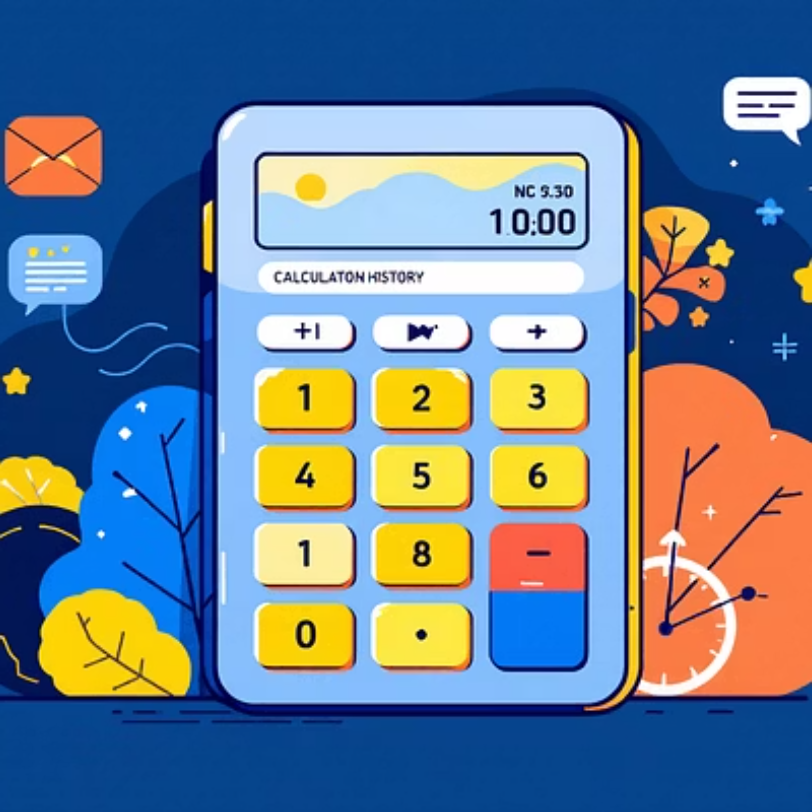 NC 9.30
10:00
CALCULATON HISTORY
+I +
1 2 3
4 5 6
1 8 −
0 •